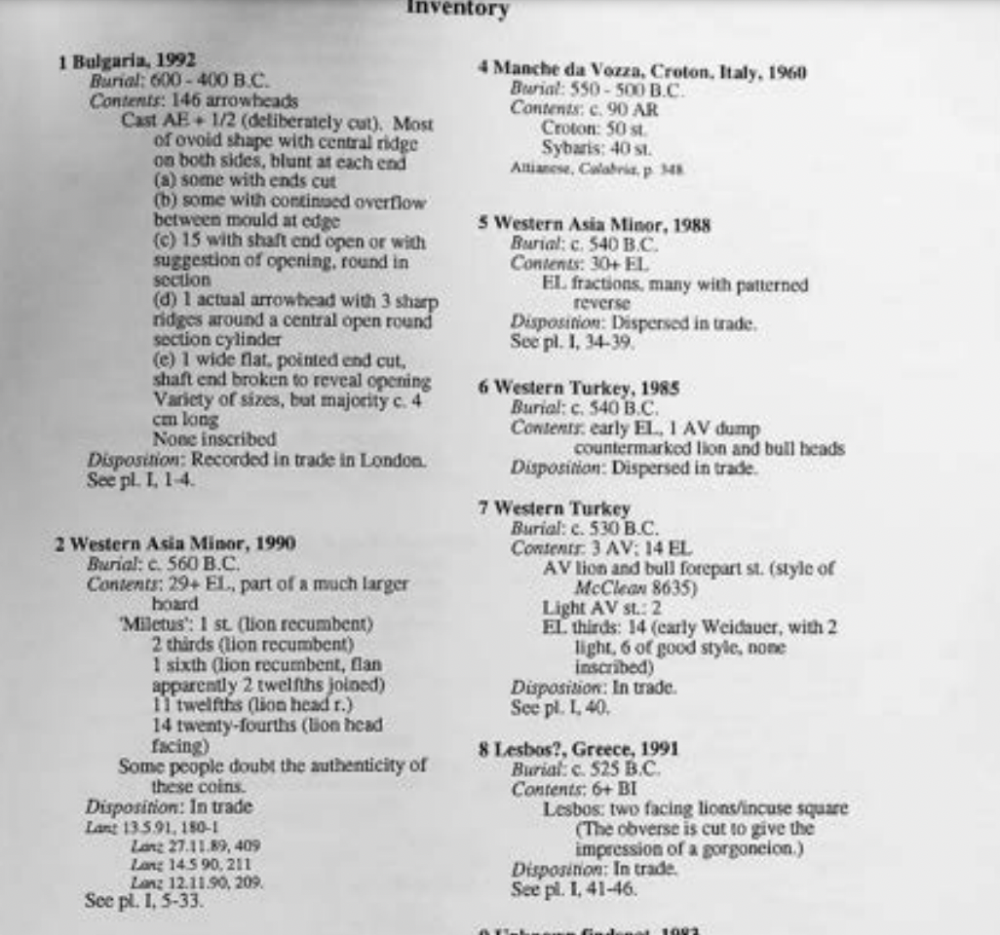 Inventory
1 Bulgaria, 1992
Burial: 600 - 400 B.C.
Contents: 146 arrowheads
Cast AE + 1/2 (deliberately cut). Most
of ovoid shape with central ridge
on both sides, blunt at each end
(a) some with ends cut
(b) some with continued overflow
between mould at edge
(c) 15 with shaft end open or with
suggestion of opening, round in
section
(d) 1 actual arrowhead with 3 sharp
ridges around a central open round
section cylinder
(e) 1 wide flat, pointed end cut,
shaft end broken to reveal opening
Variety of sizes, but majority c. 4
cm long
None inscribed
Disposition: Recorded in trade in London.
See pl. I, 1-4.
2 Western Asia Minor, 1990
Burial: c. 560 B.C.
Contents: 29+ EL, part of a much larger
hoard
'Miletus': 1 st. (lion recumbent)
2 thirds (lion recumbent)
1 sixth (lion recumbent, flan
apparently 2 twelfths joined)
11 twelfths (lion head r.)
14 twenty-fourths (lion head
facing)
Some people doubt the authenticity of
these coins.
Disposition: In trade
Lanz 13.5.91, 180-1
Lanz 27.11.89, 409
Lanz 14.5 90, 211
Lanz 12.11.90, 209.
See pl. I, 5-33.
4 Manche da Vozza, Croton, Italy, 1960
Burial: 550 - 500 B.C.
Contents: c. 90 AR
Croton: 50 st.
Sybaris: 40 st.
Attianese, Calabria, p. 348
5 Western Asia Minor, 1988
Burial: c. 540 B.C.
Contents: 30+ EL
EL fractions, many with patterned
reverse
Disposition: Dispersed in trade.
See pl. I, 34-39.
6 Western Turkey, 1985
Burial: c. 540 B.C.
Contents: early EL, 1 AV dump
countermarked lion and bull heads
Disposition: Dispersed in trade.
7 Western Turkey
Burial: c. 530 B.C.
Contents: 3 AV; 14 EL
AV lion and bull forepart st. (style of
McClean 8635)
Light AV st.: 2
EL thirds: 14 (early Weidauer, with 2
light, 6 of good style, none
inscribed)
Disposition: In trade.
See pl. I, 40.
8 Lesbos?, Greece, 1991
Burial: c. 525 B.C.
Contents: 6+ BI
Lesbos: two facing lions/incuse square
(The obverse is cut to give the
impression of a gorgoneion.)
Disposition: In trade.
See pl. I, 41-46.
9 Unknown findspot, 1983